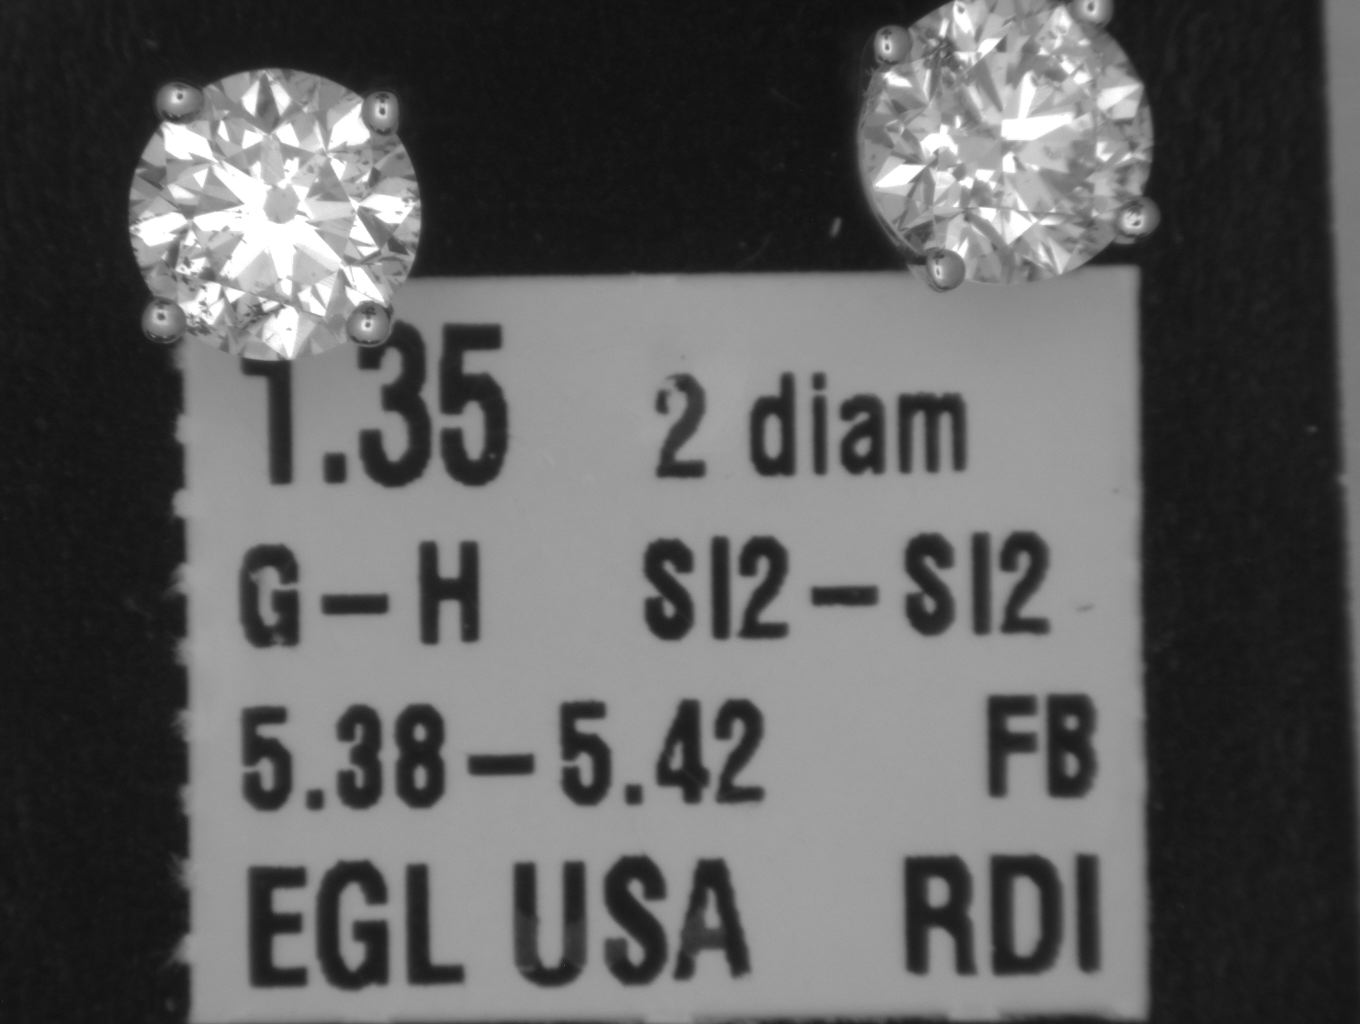 1.35 2 diam
G-H SI2-SI2
5.38-5.42 FB
EGL USA RDI